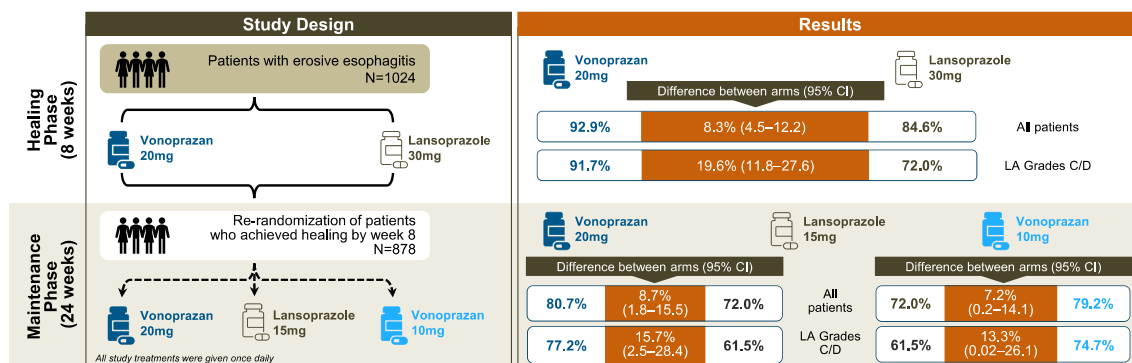 Study Design
Results
Healing
Phase
(8 weeks)
Patients with erosive esophagitis
N=1024
Vonoprazan
20mg
Lansoprazole
30mg
Vonoprazan
20mg
Lansoprazole
30mg
Difference between arms (95% CI)
92.9% 8.3% (4.5–12.2) 84.6% All patients
91.7% 19.6% (11.8–27.6) 72.0% LA Grades C/D
Maintenance
Phase
(24 weeks)
Re-randomization of patients
who achieved healing by week 8
N=878
Vonoprazan
20mg
Lansoprazole
15mg
Vonoprazan
10mg
All study treatments were given once daily
Vonoprazan
20mg
Lansoprazole
15mg
Vonoprazan
10mg
Difference between arms (95% CI)
Difference between arms (95% CI)
80.7% 8.7%
(1.8–15.5) 72.0%
All
patients
72.0% 7.2%
(0.2–14.1) 79.2%
77.2% 15.7%
(2.5–28.4) 61.5%
LA Grades
C/D
61.5% 13.3%
(0.02–26.1) 74.7%